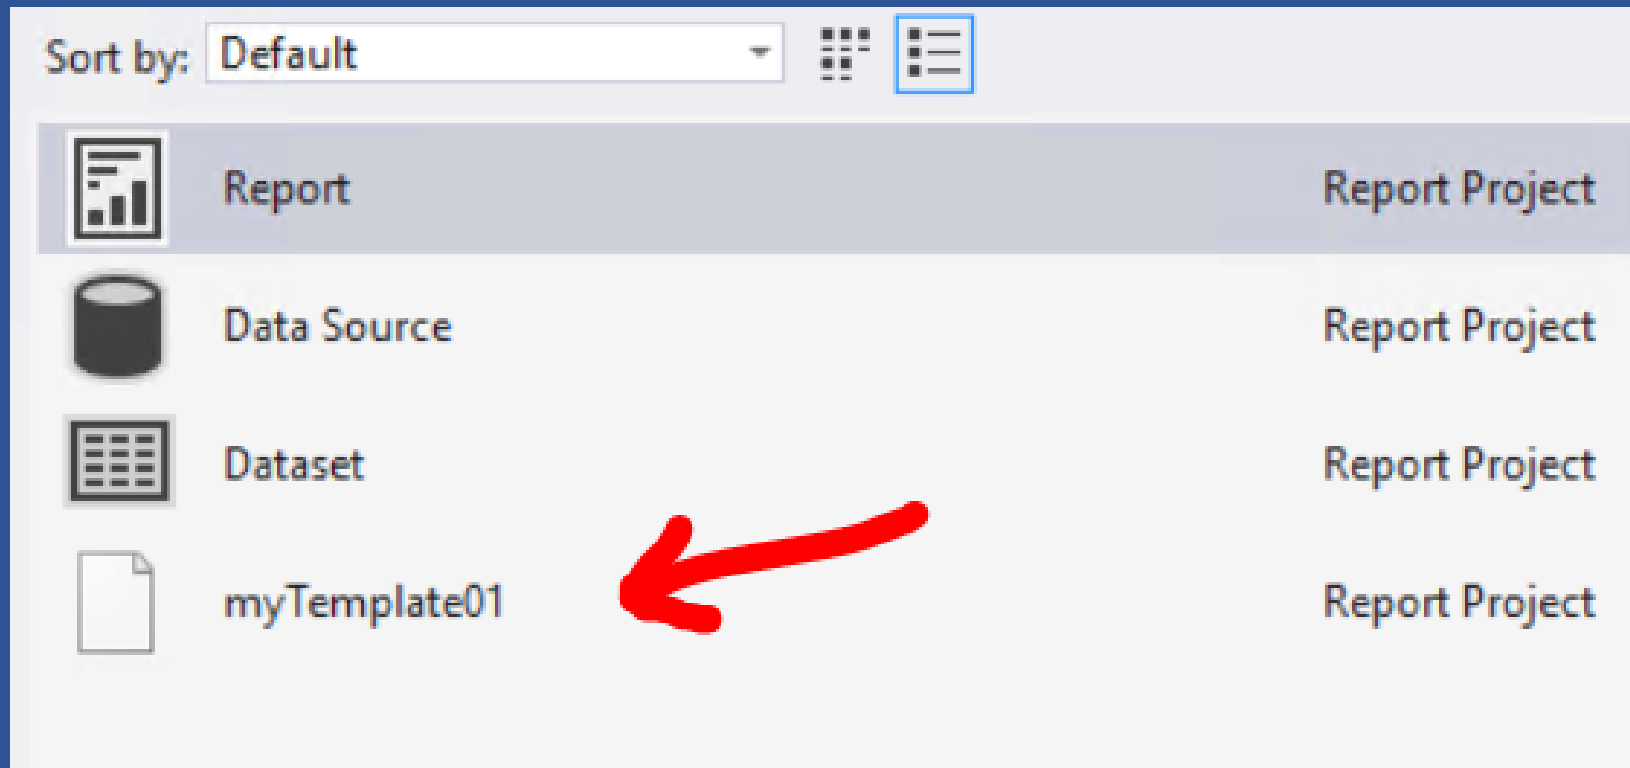 Sort by: Default
Report Report Project
Data Source Report Project
Dataset Report Project
myTemplate01 Report Project